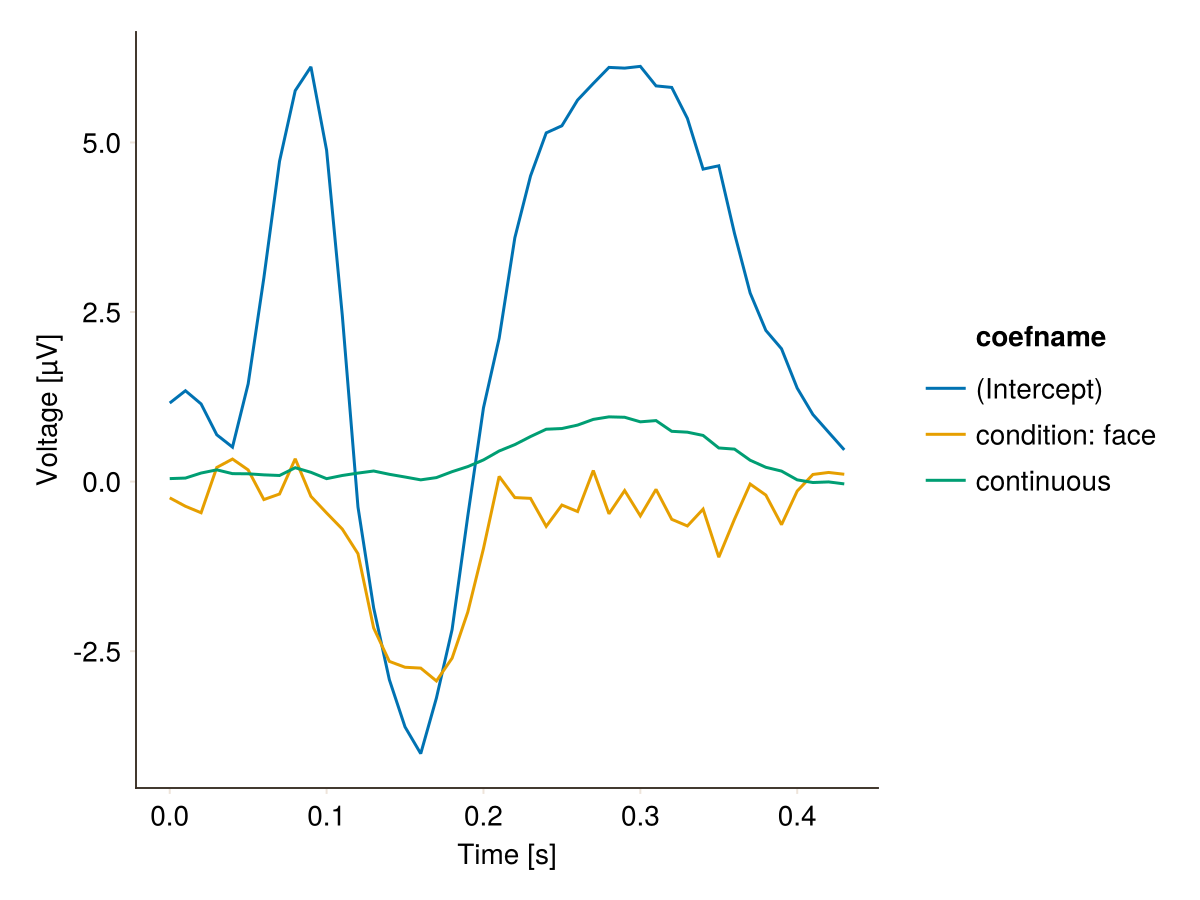 5.0
2.5
0.0
-2.5
Voltage [µV]
0.0 0.1 0.2 0.3 0.4
Time [s]
coefname
(Intercept)
condition: face
continuous